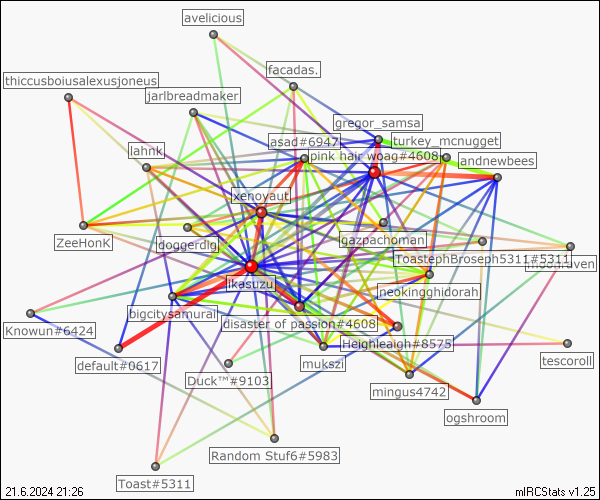 avelicious
facadas.
thiccusboiusalexusjoneus
jarlbreadmaker
gregor_samsa
asad#6947
turkey_mcnugget
lahnk
pink hair woag#4608
andnewbees
xenoyaut
ZeeHonK
doggerdigi
gazpachoman
ToastephBroseph5311#5311
ikasuzu
neokingghidorah
bigcitysamurai
disaster of passion#4608
Knowun#6424
Heighleaigh#8575
default#0617
mukszi
tescoroll
Duck™#9103
mingus4742
ogshroom
Random Stuf6#5983
Toast#5311
21.6.2024 21:26
mIRCStats v1.25